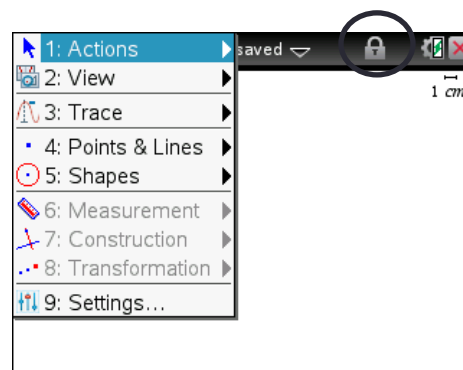 1: Actions
saved
2: View
1 cm
3: Trace
4: Points & Lines
5: Shapes
6: Measurement
7: Construction
8: Transformation
9: Settings...